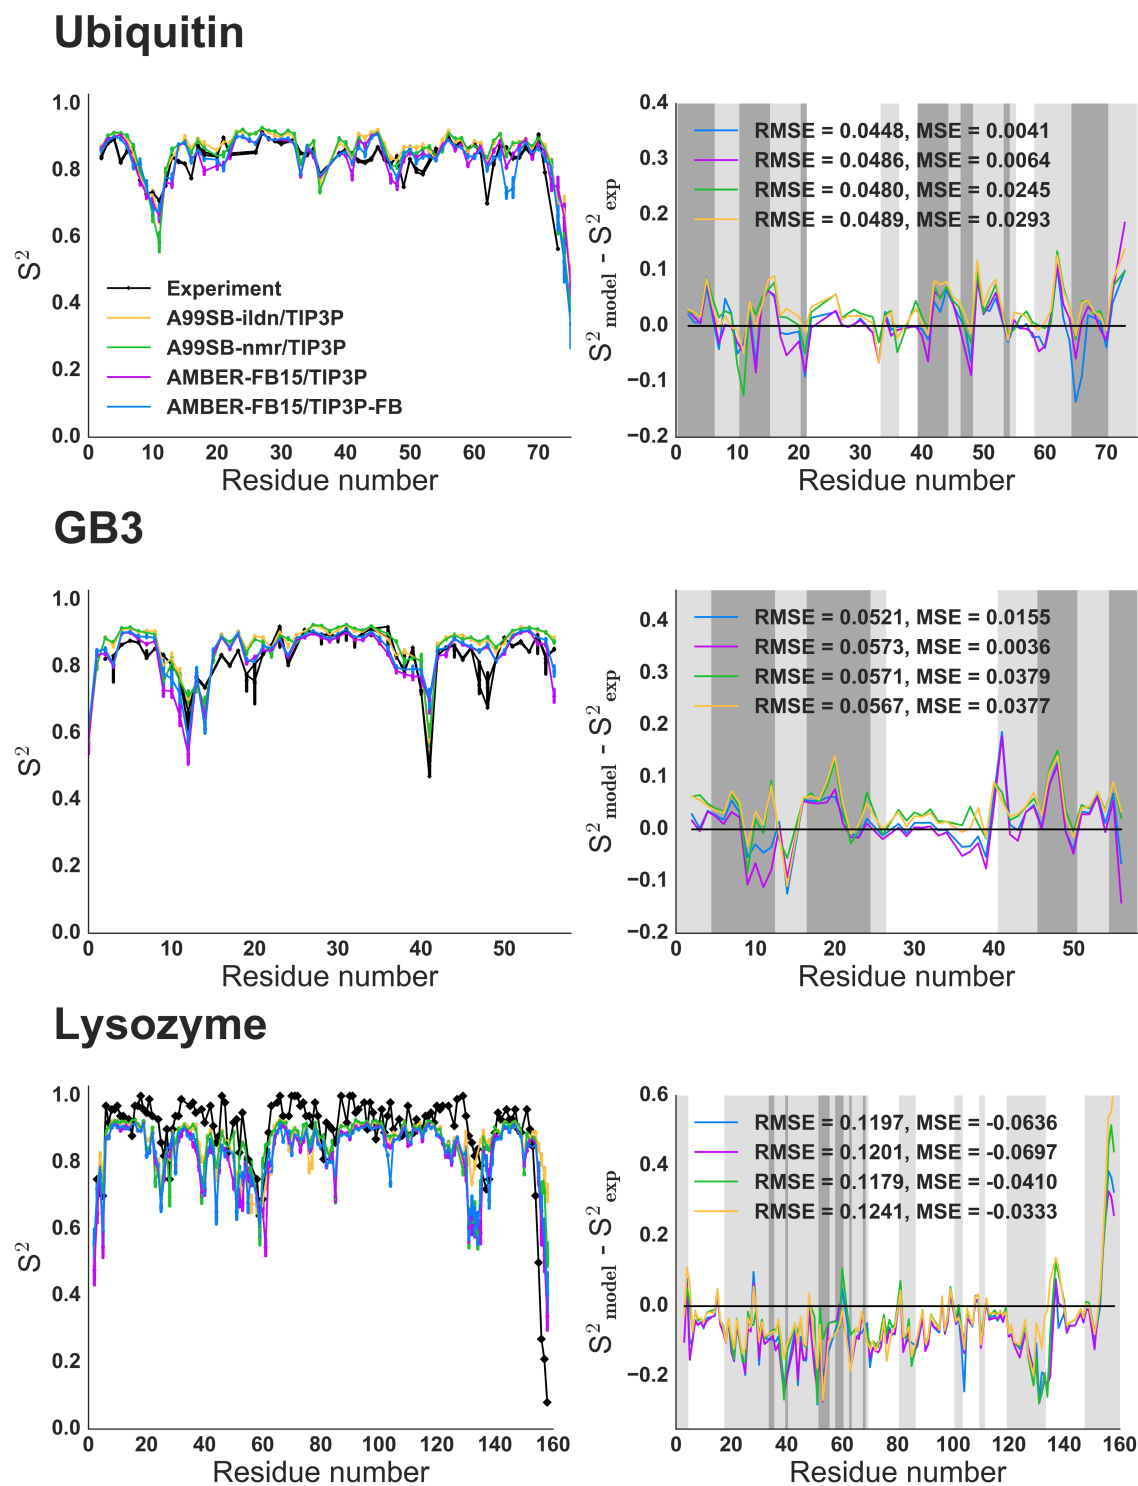 Ubiquitin
1.0
0.8
0.6
0.4
0.2
0.0
S²
Experiment
A99SB-ildn/TIP3P
A99SB-nmr/TIP3P
AMBER-FB15/TIP3P
AMBER-FB15/TIP3P-FB
0 10 20 30 40 50 60 70
Residue number
0.4
0.3
0.2
0.1
0.0
−0.1
−0.2
S² model - S² exp
RMSE = 0.0448, MSE = 0.0041
RMSE = 0.0486, MSE = 0.0064
RMSE = 0.0480, MSE = 0.0245
RMSE = 0.0489, MSE = 0.0293
0 10 20 30 40 50 60 70
Residue number
GB3
1.0
0.8
0.6
0.4
0.2
0.0
S²
0 10 20 30 40 50
Residue number
0.4
0.3
0.2
0.1
0.0
−0.1
−0.2
S² model - S² exp
RMSE = 0.0521, MSE = 0.0155
RMSE = 0.0573, MSE = 0.0036
RMSE = 0.0571, MSE = 0.0379
RMSE = 0.0567, MSE = 0.0377
0 10 20 30 40 50
Residue number
Lysozyme
1.0
0.8
0.6
0.4
0.2
0.0
S²
0 20 40 60 80 100 120 140 160
Residue number
0.6
0.4
0.2
0.0
−0.2
S² model - S² exp
RMSE = 0.1197, MSE = -0.0636
RMSE = 0.1201, MSE = -0.0697
RMSE = 0.1179, MSE = -0.0410
RMSE = 0.1241, MSE = -0.0333
0 20 40 60 80 100 120 140 160
Residue number